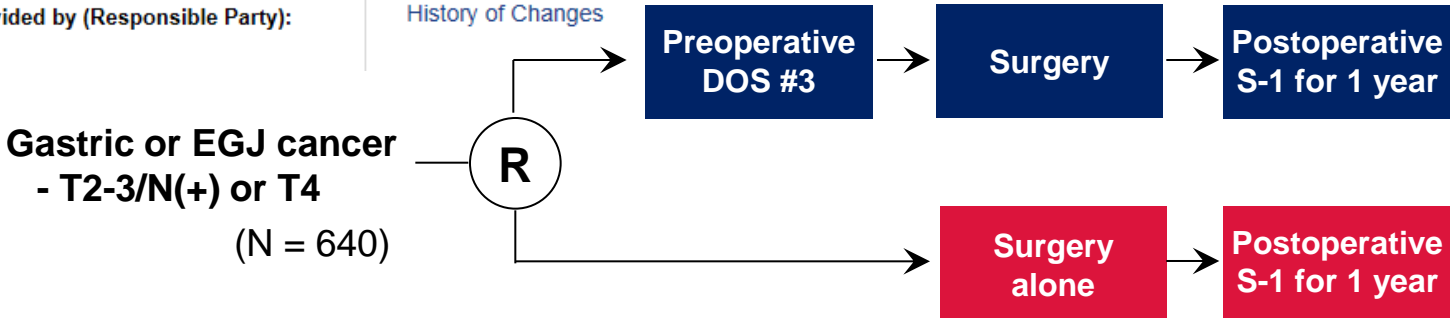 vided by (Responsible Party):
History of Changes
Preoperative
DOS #3
Surgery
Postoperative
S-1 for 1 year
Gastric or EGJ cancer
- T2-3/N(+) or T4
(N = 640)
R
Surgery
alone
Postoperative
S-1 for 1 year